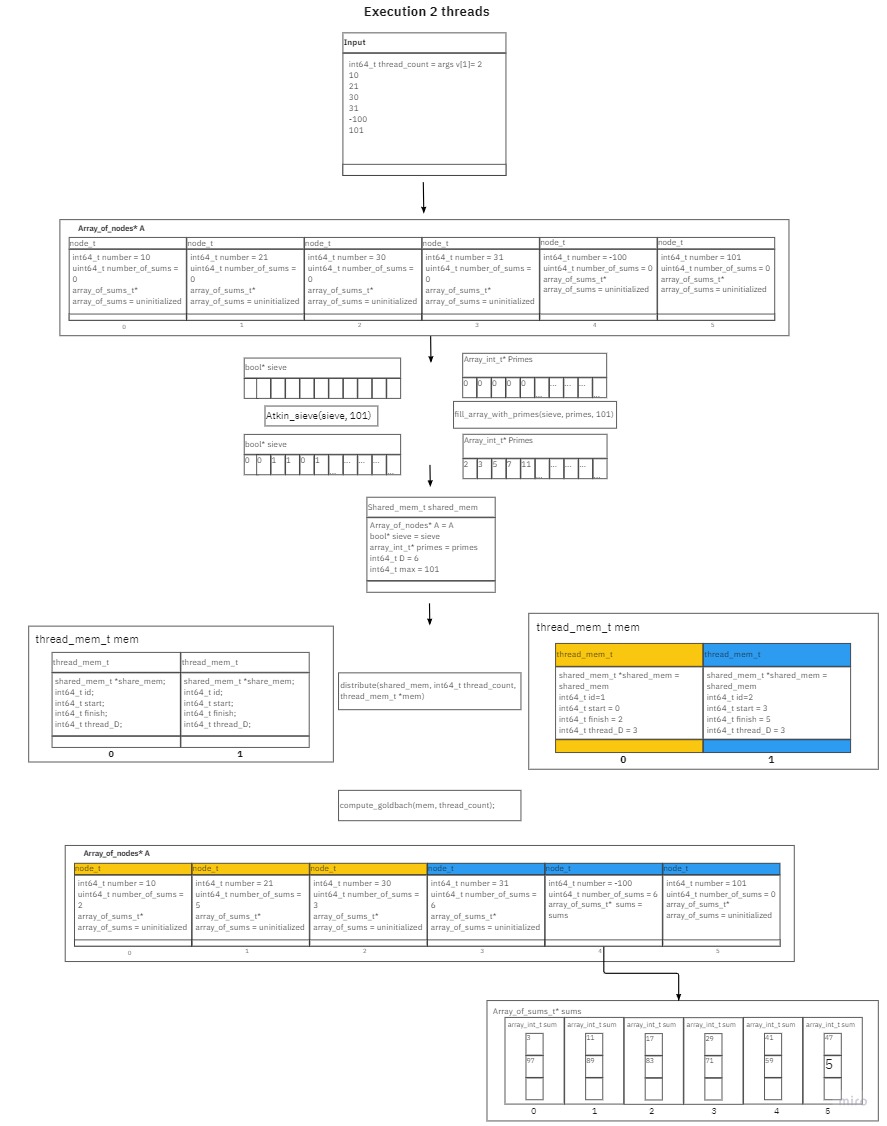 Execution 2 threads
Input
int64_t thread_count = args v[1]= 2
10
21
30
31
-100
101
Array_of_nodes* A
node_t
int64_t number = 10
uint64_t number_of_sums =
0
array_of_sums_t*
array_of_sums = uninitialized
0
node_t
int64_t number = 21
uint64_t number_of_sums =
0
array_of_sums_t*
array_of_sums = uninitialized
1
node_t
int64_t number = 30
uint64_t number_of_sums =
0
array_of_sums_t*
array_of_sums = uninitialized
2
node_t
int64_t number = 31
uint64_t number_of_sums =
0
array_of_sums_t*
array_of_sums = uninitialized
3
node_t
int64_t number = -100
uint64_t number_of_sums = 0
array_of_sums_t*
array_of_sums = uninitialized
4
node_t
int64_t number = 101
uint64_t number_of_sums = 0
array_of_sums_t*
array_of_sums = uninitialized
5
bool* sieve
Array_int_t* Primes
0 0 0 0 0 ... ... ... ... ...
Atkin_sieve(sieve, 101)
fill_array_with_primes(sieve, primes, 101)
bool* sieve
0 0 1 1 0 1 ... ... ... ... ...
Array_int_t* Primes
2 3 5 7 11 ... ... ... ... ...
Shared_mem_t shared_mem
Array_of_nodes* A = A
bool* sieve = sieve
array_int_t* primes = primes
int64_t D = 6
int64_t max = 101
thread_mem_t mem
thread_mem_t
shared_mem_t *share_mem;
int64_t id;
int64_t start;
int64_t finish;
int64_t thread_D;
0
thread_mem_t
shared_mem_t *share_mem;
int64_t id;
int64_t start;
int64_t finish;
int64_t thread_D;
1
distribute(shared_mem, int64_t thread_count,
thread_mem_t *mem)
thread_mem_t mem
thread_mem_t
shared_mem_t *share_mem =
shared_mem
int64_t id=1
int64_t start = 0
int64_t finish = 2
int64_t thread_D = 3
0
thread_mem_t
shared_mem_t *share_mem =
shared_mem
int64_t id=2
int64_t start = 3
int64_t finish = 5
int64_t thread_D = 3
1
compute_goldbach(mem, thread_count);
Array_of_nodes* A
node_t
int64_t number = 10
uint64_t number_of_sums =
2
array_of_sums_t*
array_of_sums = uninitialized
0
node_t
int64_t number = 21
uint64_t number_of_sums =
5
array_of_sums_t*
array_of_sums = uninitialized
1
node_t
int64_t number = 30
uint64_t number_of_sums =
3
array_of_sums_t*
array_of_sums = uninitialized
2
node_t
int64_t number = 31
uint64_t number_of_sums =
6
array_of_sums_t*
array_of_sums = uninitialized
3
node_t
int64_t number = -100
uint64_t number_of_sums = 6
array_of_sums_t* sums =
sums
4
node_t
int64_t number = 101
uint64_t number_of_sums = 0
array_of_sums_t*
array_of_sums = uninitialized
5
Array_of_sums_t* sums
array_int_t sum array_int_t sum array_int_t sum array_int_t sum array_int_t sum array_int_t sum
3 11 17 29 41 47
97 89 83 71 59 5
0 1 2 3 4 5
miro